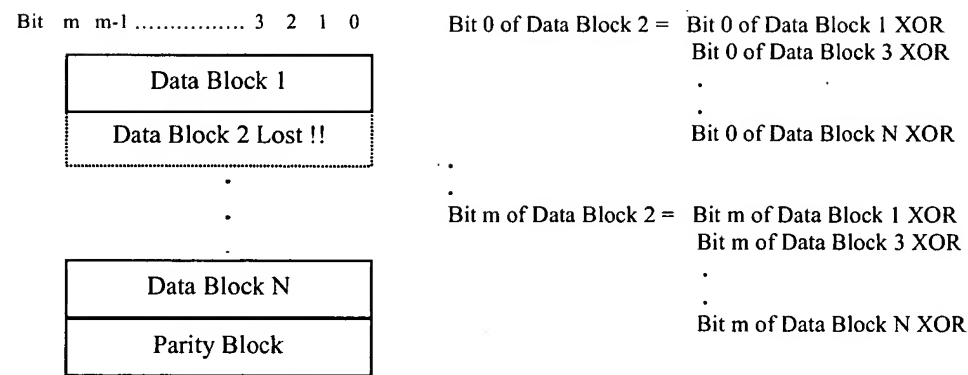 Bit m m-1 ................ 3 2 1 0
Data Block 1
Data Block 2 Lost !!
.
.
.
Data Block N
Parity Block
Bit 0 of Data Block 2 = Bit 0 of Data Block 1 XOR
Bit 0 of Data Block 3 XOR
.
.
Bit 0 of Data Block N XOR
.
.
Bit m of Data Block 2 = Bit m of Data Block 1 XOR
Bit m of Data Block 3 XOR
.
.
Bit m of Data Block N XOR